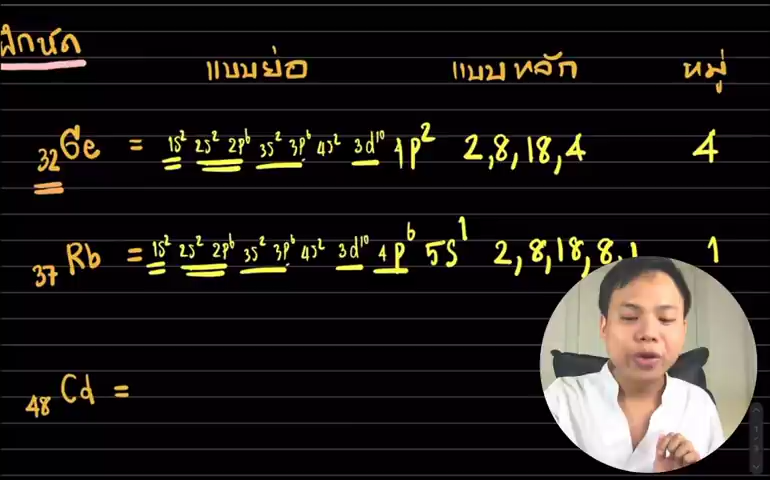 ฝึกหัด
แบบย่อ แบบหลัก หมู่
₃₂Ge = 1s² 2s² 2p⁶ 3s² 3p⁶ 4s² 3d¹⁰ 4p² 2,8,18,4 4
₃₇Rb = 1s² 2s² 2p⁶ 3s² 3p⁶ 4s² 3d¹⁰ 4p⁶ 5s¹ 2,8,18,8,1 1
₄₈Cd =